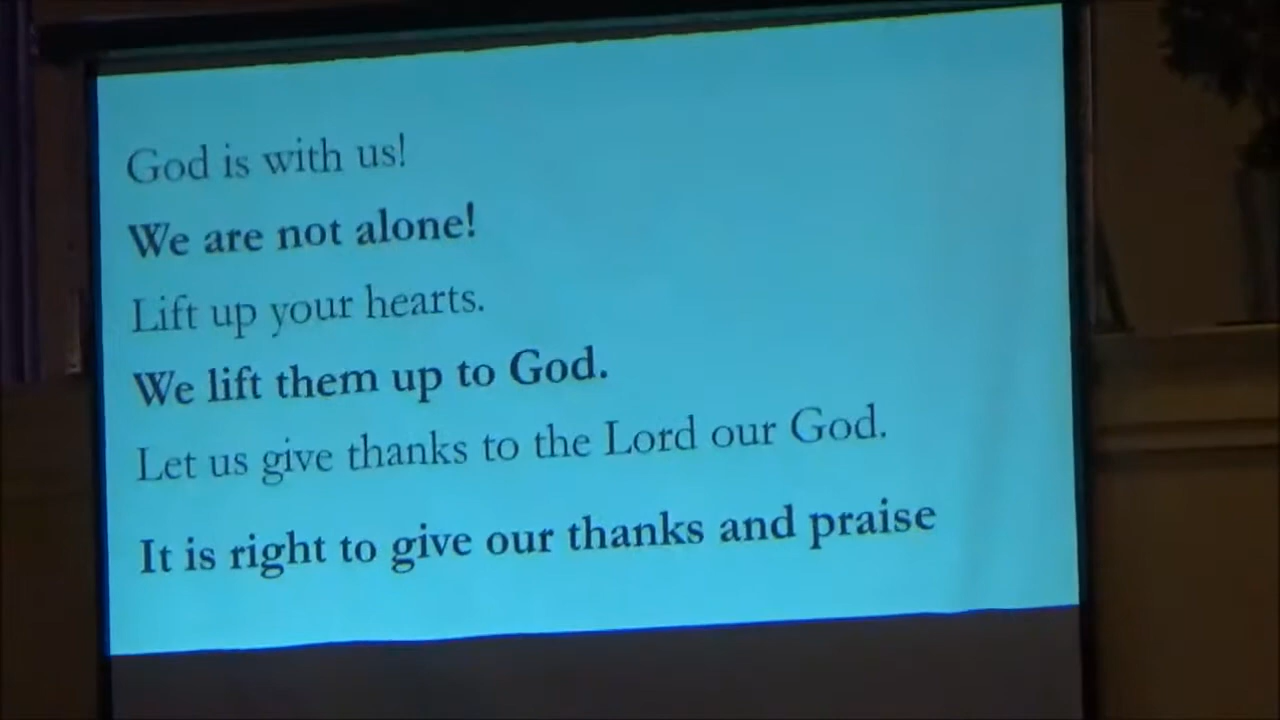 God is with us!
We are not alone!
Lift up your hearts.
We lift them up to God.
Let us give thanks to the Lord our God.
It is right to give our thanks and praise